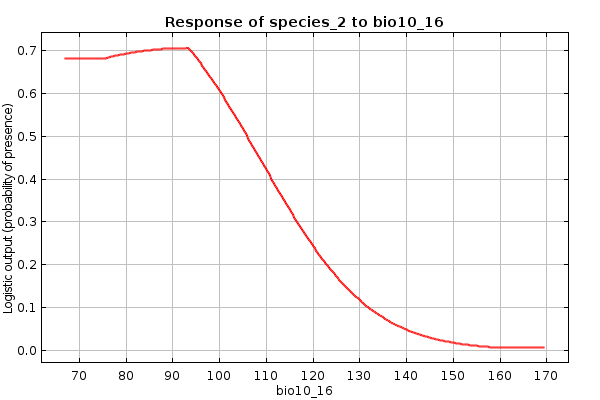 Response of species_2 to bio10_16
Logistic output (probability of presence)
0.7
0.6
0.5
0.4
0.3
0.2
0.1
0.0
70 80 90 100 110 120 130 140 150 160 170
bio10_16